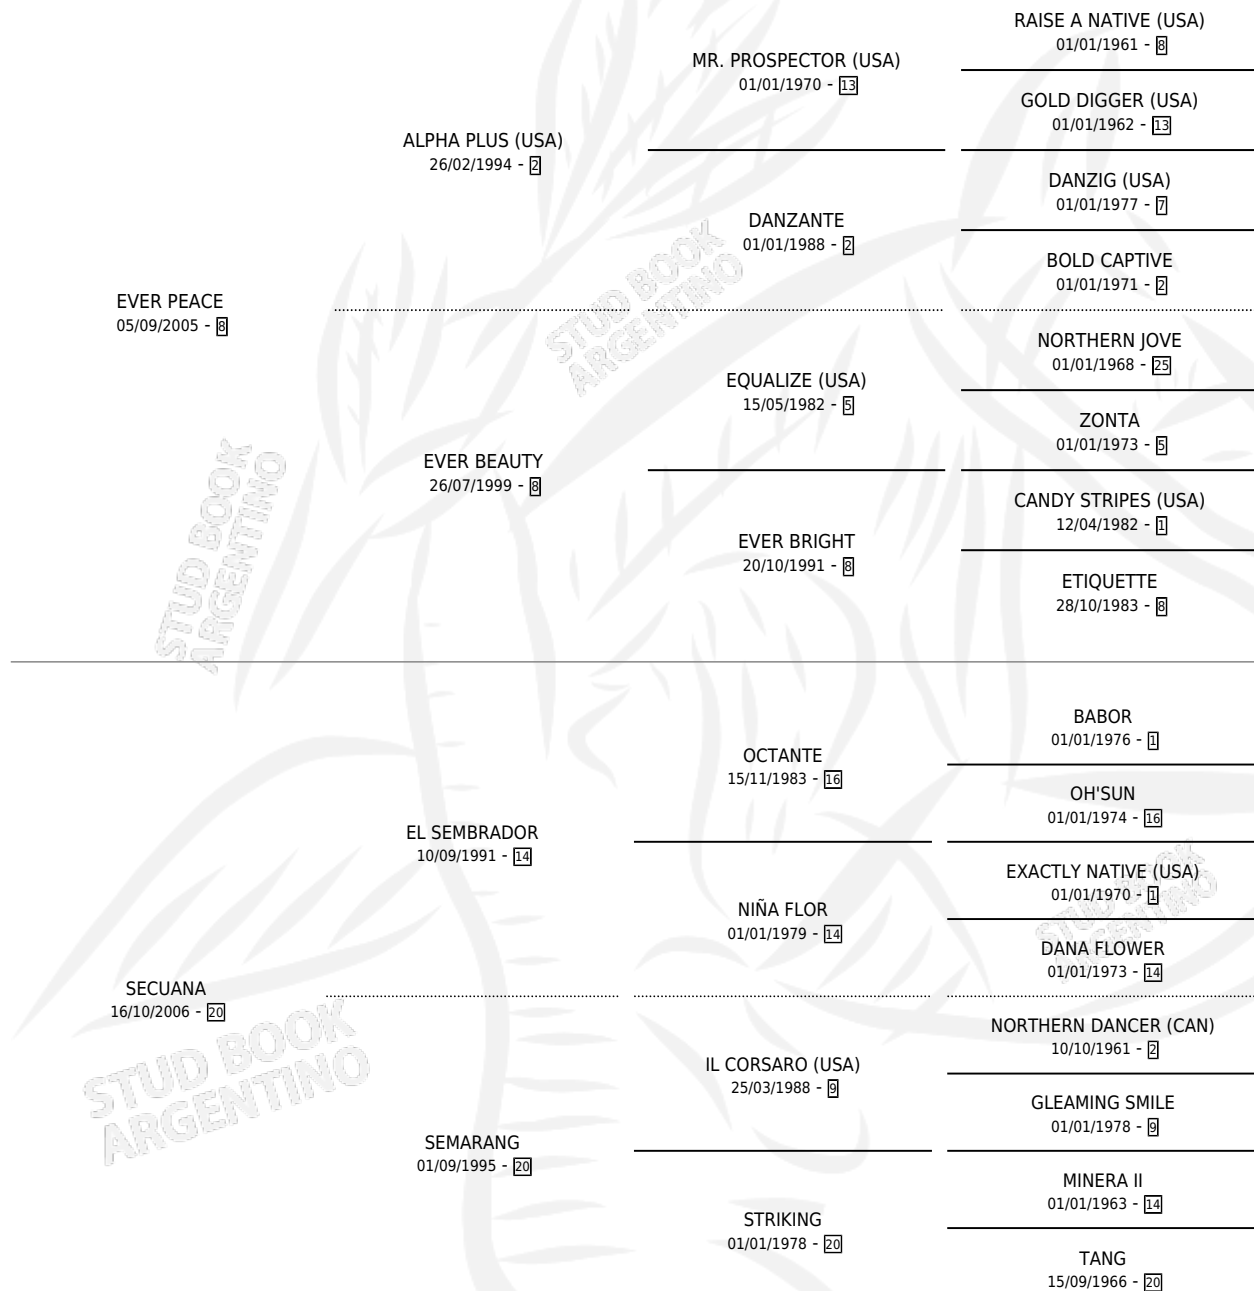 RAISE A NATIVE (USA)
01/01/1961 - 8
MR. PROSPECTOR (USA)
01/01/1970 - 13
GOLD DIGGER (USA)
01/01/1962 - 13
ALPHA PLUS (USA)
26/02/1994 - 2
DANZIG (USA)
01/01/1977 - 7
DANZANTE
01/01/1988 - 2
BOLD CAPTIVE
01/01/1971 - 2
EVER PEACE
05/09/2005 - 8
NORTHERN JOVE
01/01/1968 - 25
EQUALIZE (USA)
15/05/1982 - 5
ZONTA
01/01/1973 - 5
EVER BEAUTY
26/07/1999 - 8
CANDY STRIPES (USA)
12/04/1982 - 1
EVER BRIGHT
20/10/1991 - 8
ETIQUETTE
28/10/1983 - 8
BABOR
01/01/1976 - 1
OCTANTE
15/11/1983 - 16
OH'SUN
01/01/1974 - 16
EL SEMBRADOR
10/09/1991 - 14
EXACTLY NATIVE (USA)
01/01/1970 - 1
NIÑA FLOR
01/01/1979 - 14
DANA FLOWER
01/01/1973 - 14
SECUANA
16/10/2006 - 20
NORTHERN DANCER (CAN)
10/10/1961 - 2
IL CORSARO (USA)
25/03/1988 - 9
GLEAMING SMILE
01/01/1978 - 9
SEMARANG
01/09/1995 - 20
MINERA II
01/01/1963 - 14
STRIKING
01/01/1978 - 20
TANG
15/09/1966 - 20
STUD BOOK
ARGENTINO
STUD BOOK
ARGENTINO
STUD BOOK
ARGENTINO
STUD BOOK
ARGENTINO